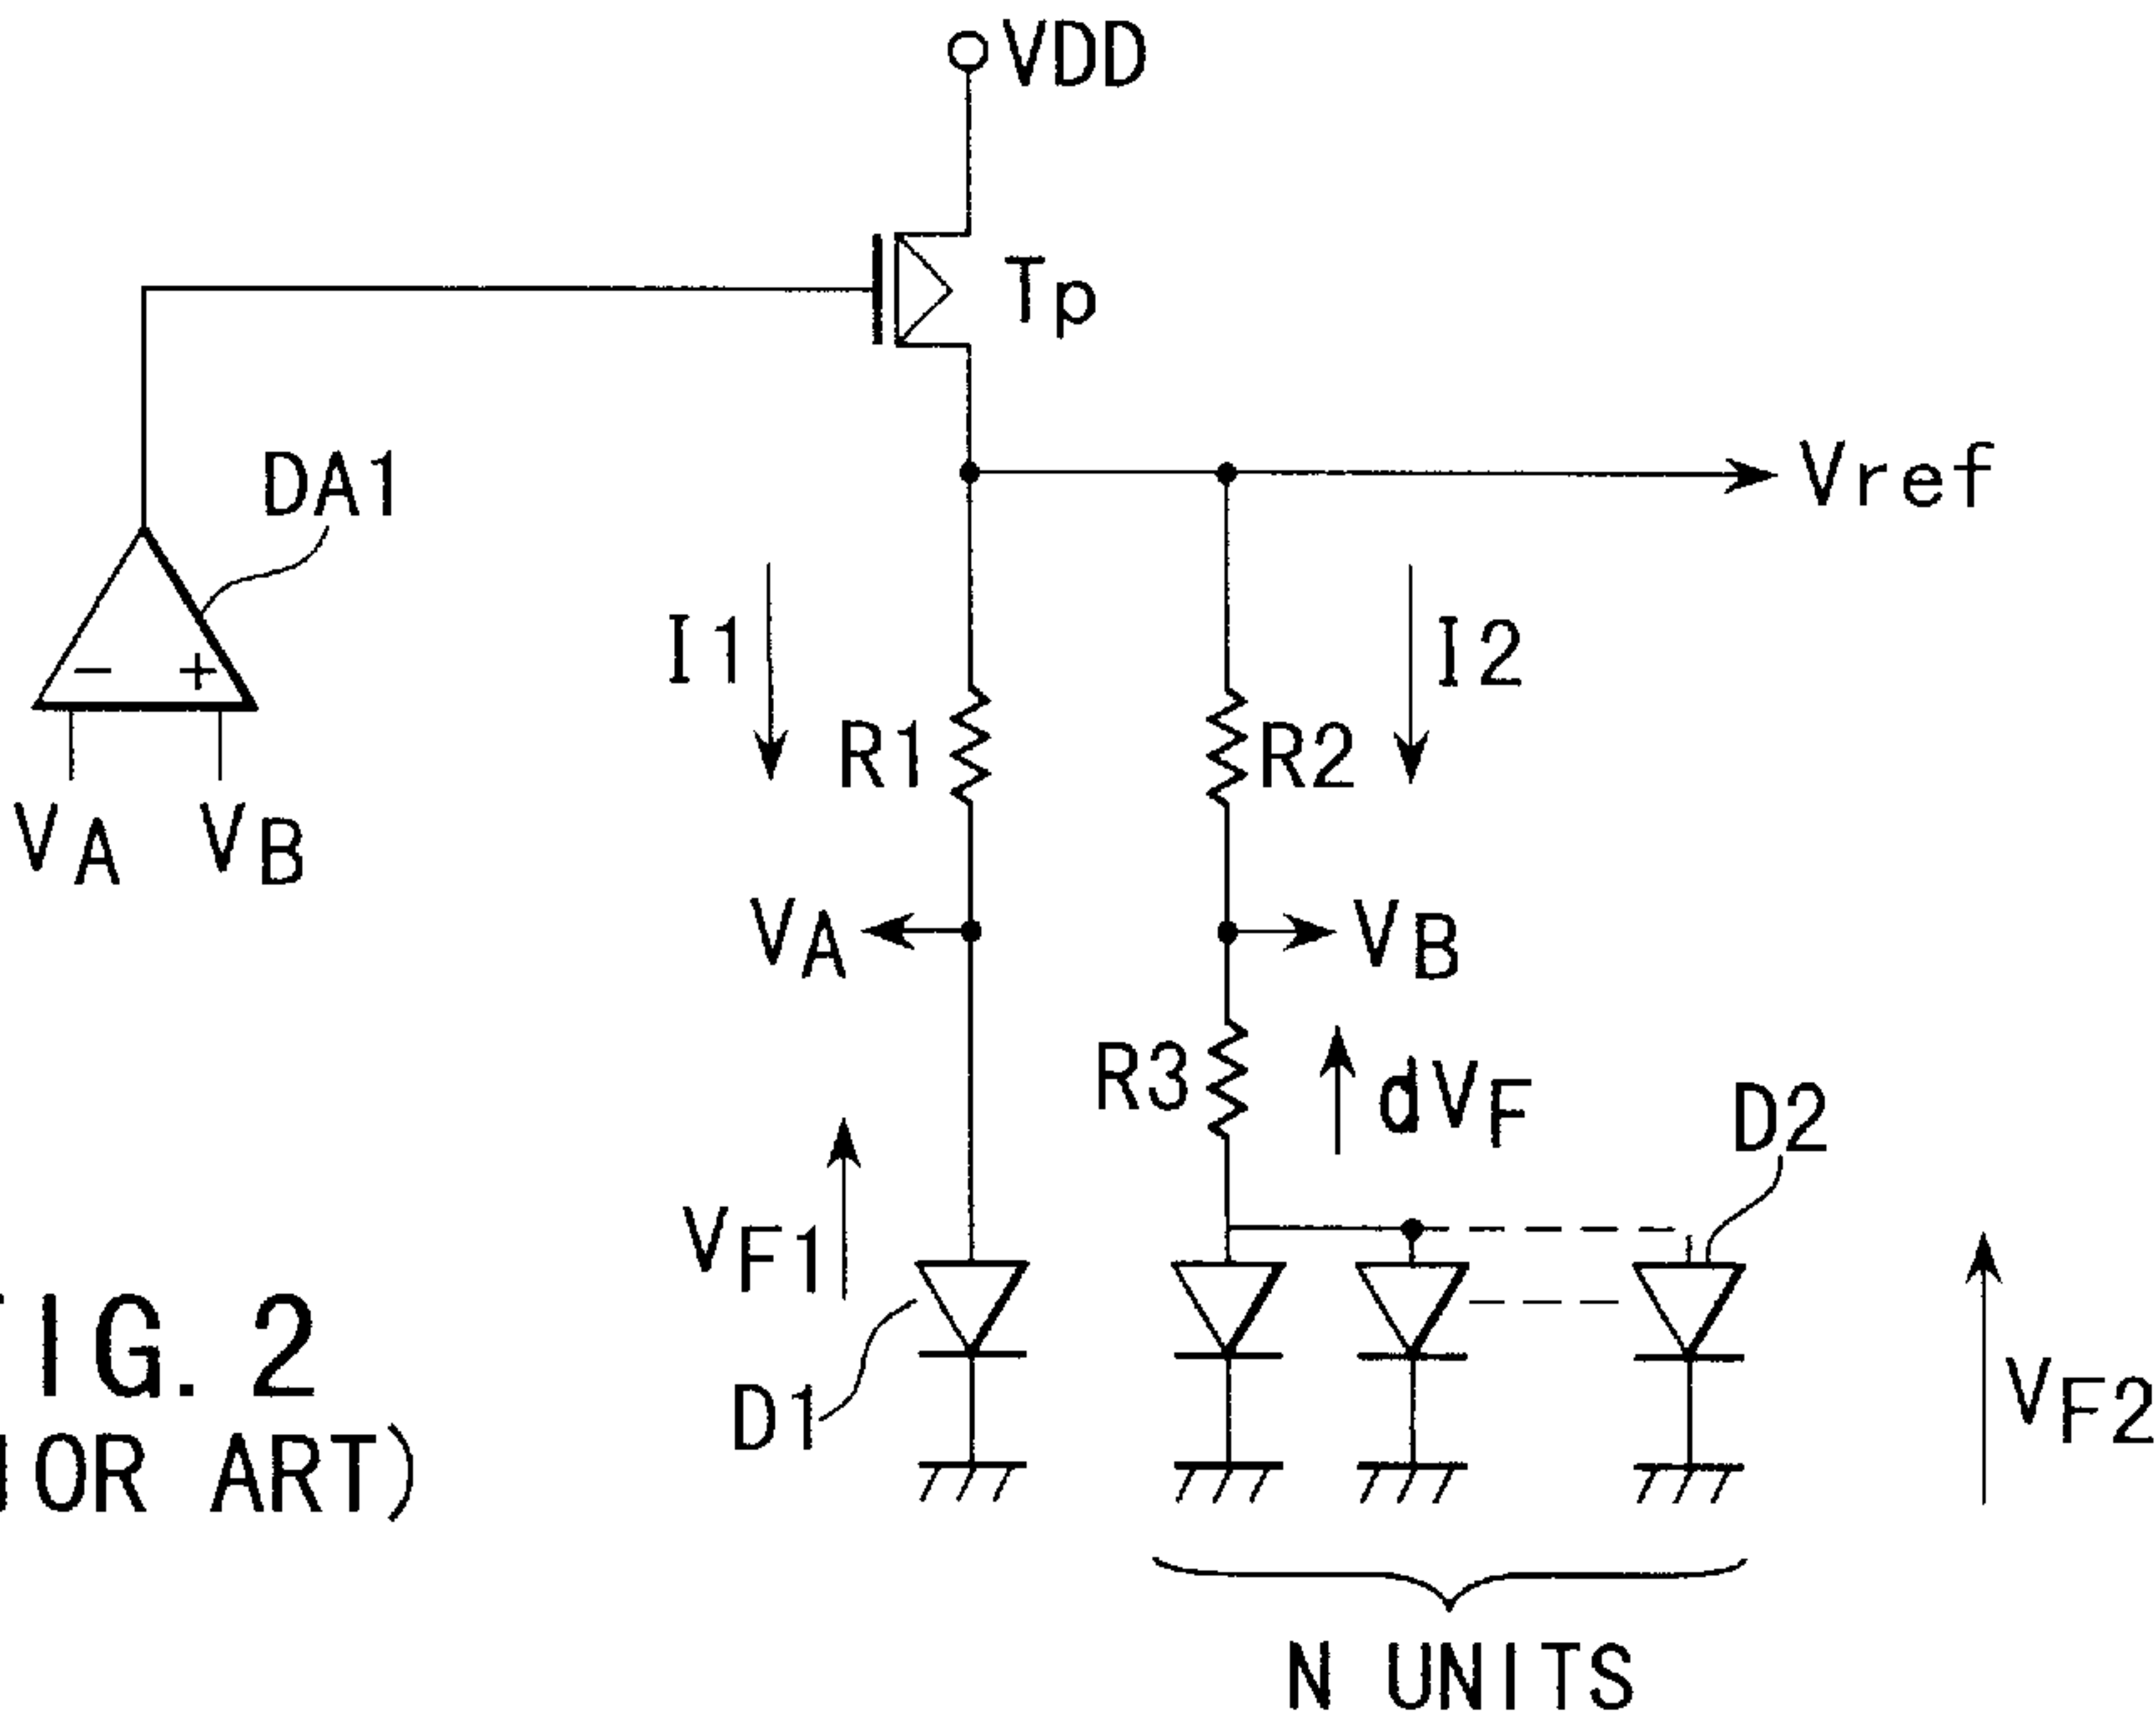 VDD
Tp
DA1
Vref
I1
I2
− +
R1
R2
VA VB
VA
VB
R3
dVF
D2
VF1
D1
VF2
IG. 2
OR ART)
N UNITS